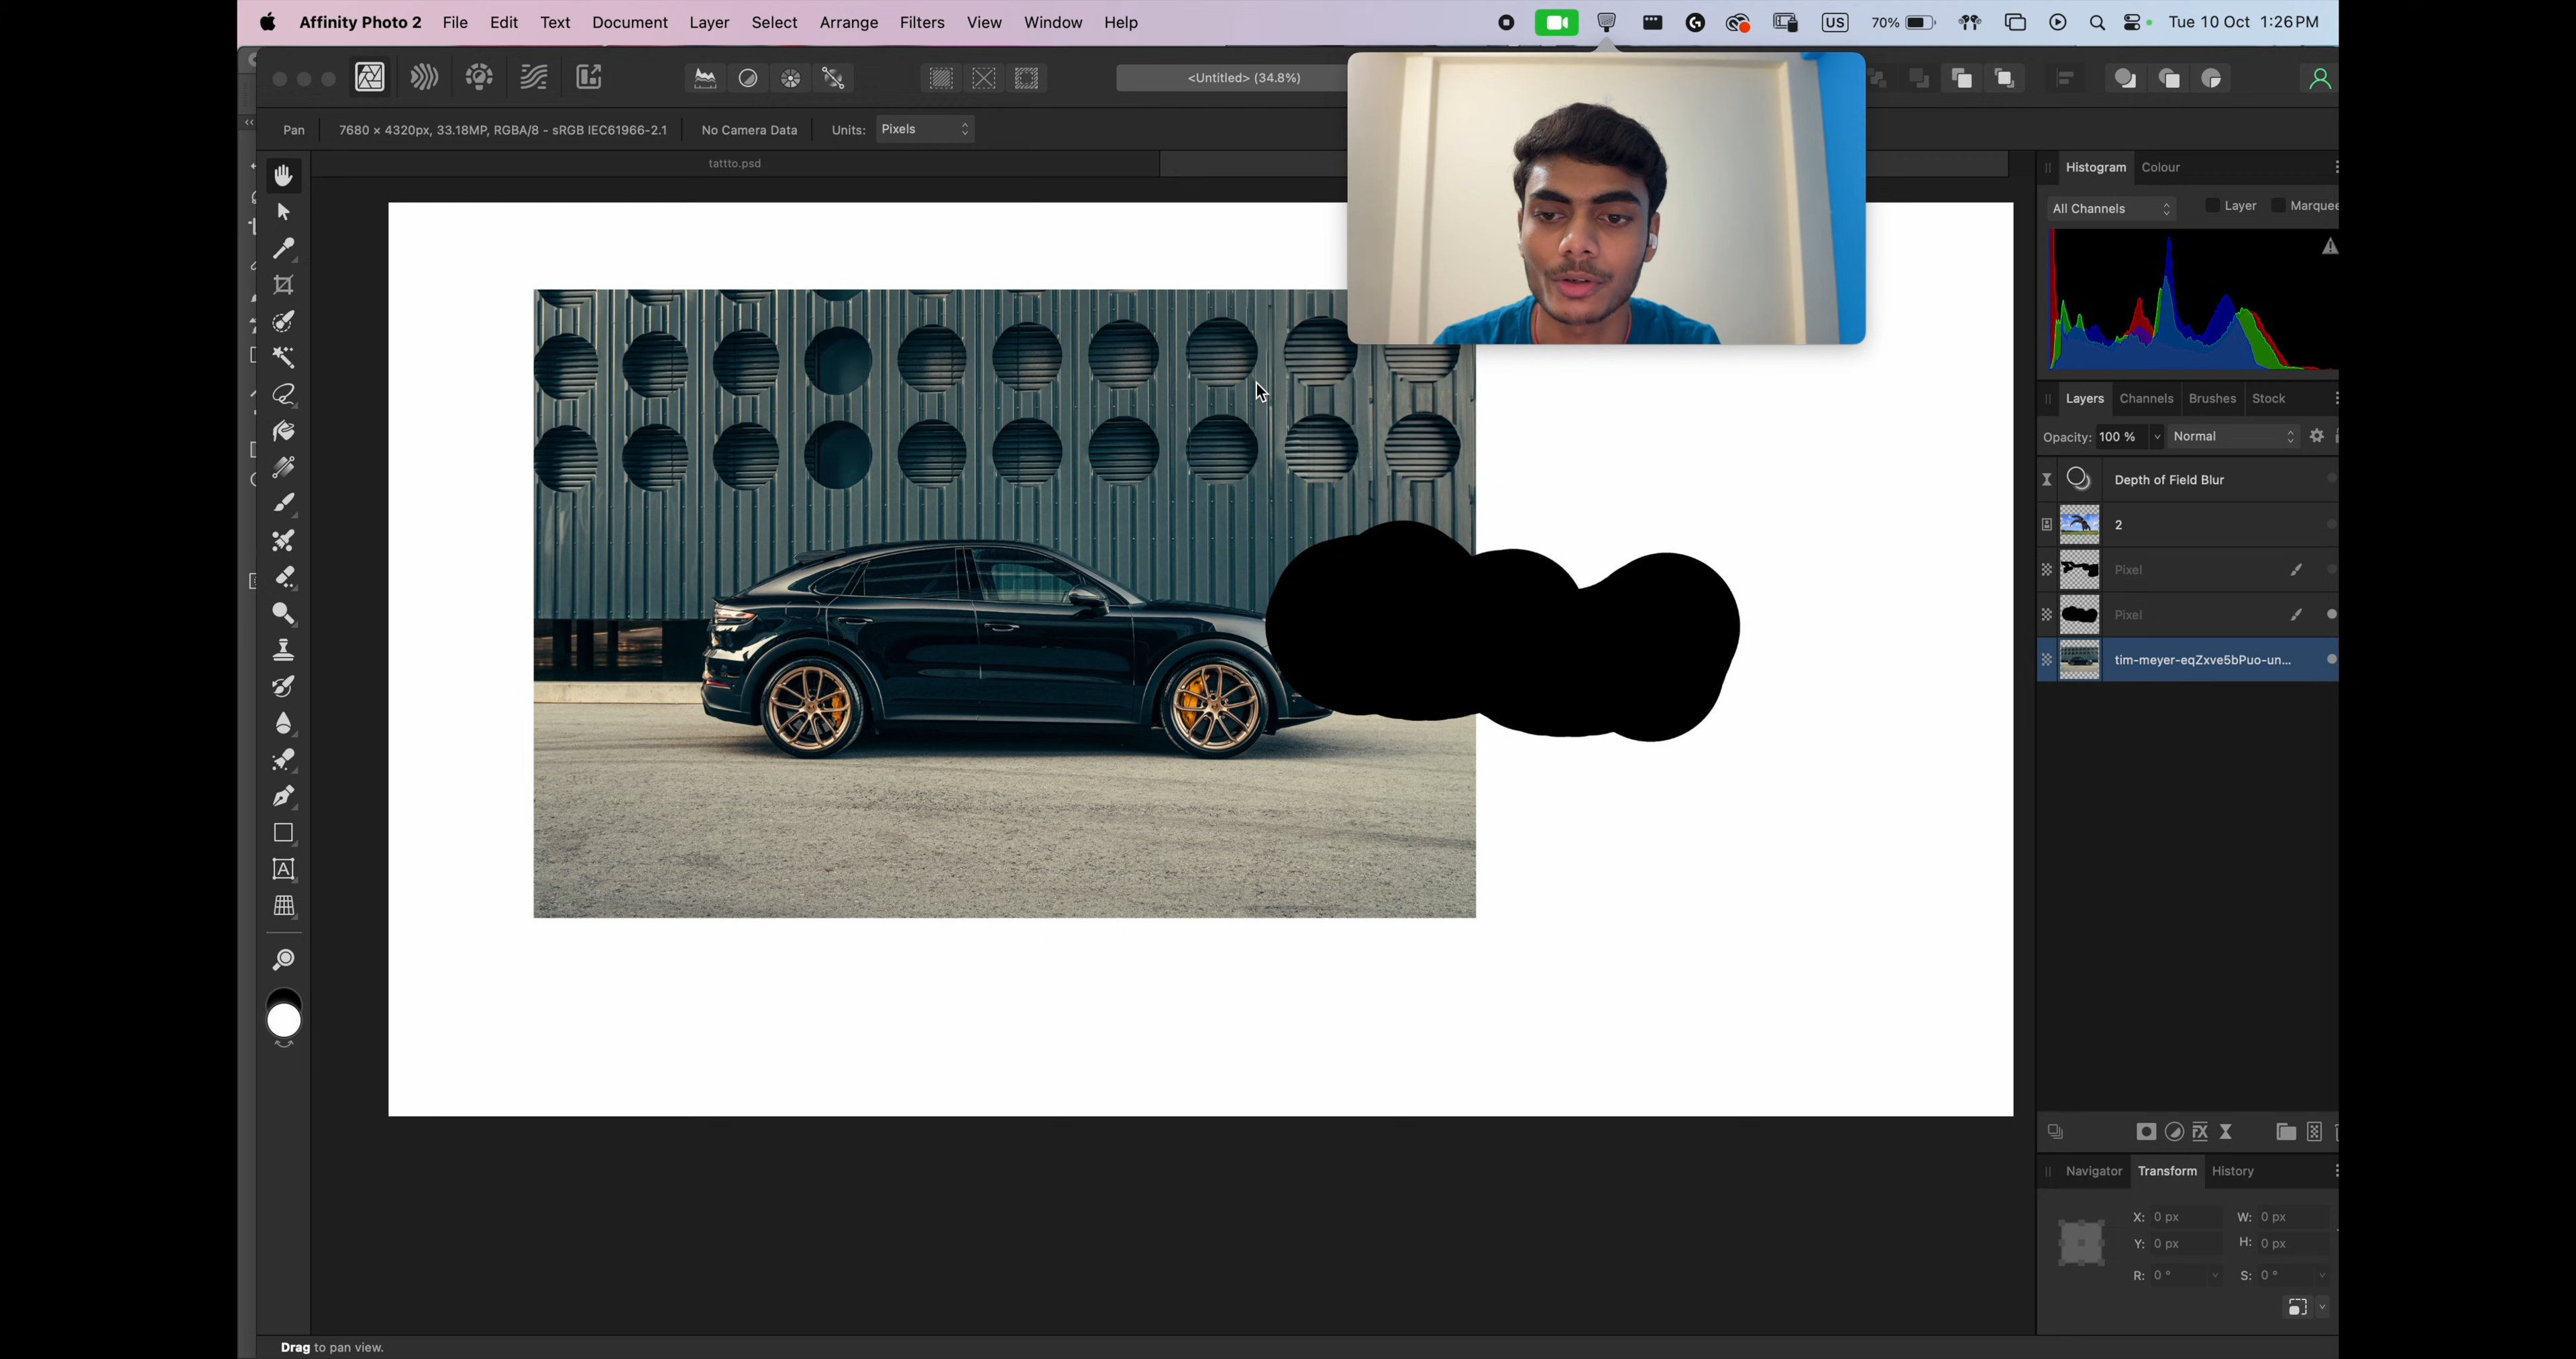 Affinity Photo 2 File Edit Text Document Layer Select Arrange Filters View Window Help US 70% Tue 10 Oct 1:26 PM
<Untitled> (34.8%)
Pan 7680 × 4320px, 33.18MP, RGBA/8 - sRGB IEC61966-2.1 No Camera Data Units: Pixels
tattto.psd
Histogram Colour
All Channels Layer Marquee
Layers Channels Brushes Stock
Opacity: 100 % Normal
Depth of Field Blur
2
Pixel
Pixel
tim-meyer-eqZxve5bPuo-un...
Navigator Transform History
X: 0 px W: 0 px
Y: 0 px H: 0 px
R: 0 ° S: 0 °
Drag to pan view.